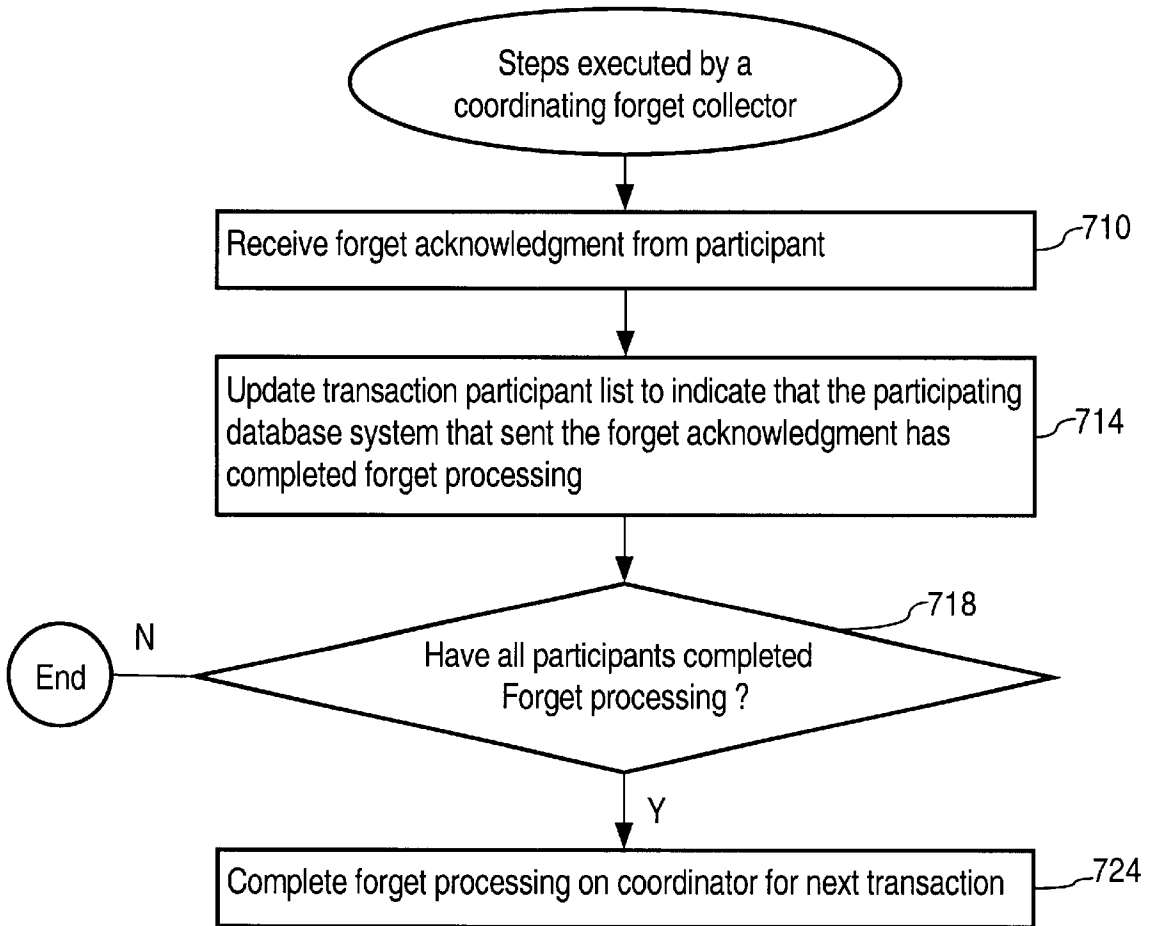 Steps executed by a
coordinating forget collector
Receive forget acknowledgment from participant
710
Update transaction participant list to indicate that the participating
database system that sent the forget acknowledgment has
completed forget processing
714
718
Have all participants completed
Forget processing ?
N
End
Y
Complete forget processing on coordinator for next transaction
724